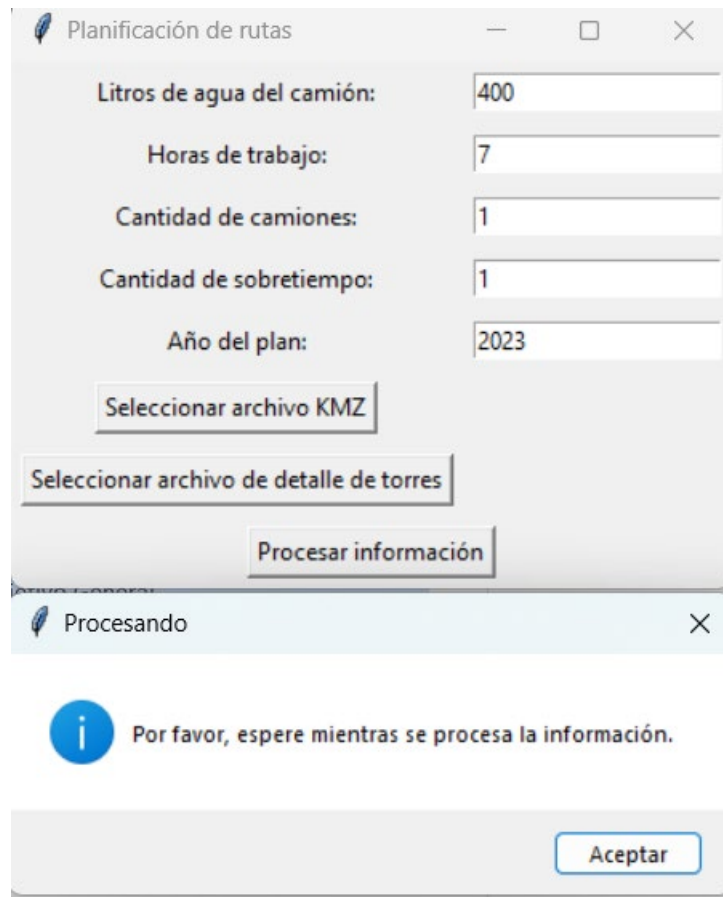 Planificación de rutas
Litros de agua del camión: 400
Horas de trabajo: 7
Cantidad de camiones: 1
Cantidad de sobretiempo: 1
Año del plan: 2023
Seleccionar archivo KMZ
Seleccionar archivo de detalle de torres
Procesar información
Procesando
Por favor, espere mientras se procesa la información.
Aceptar